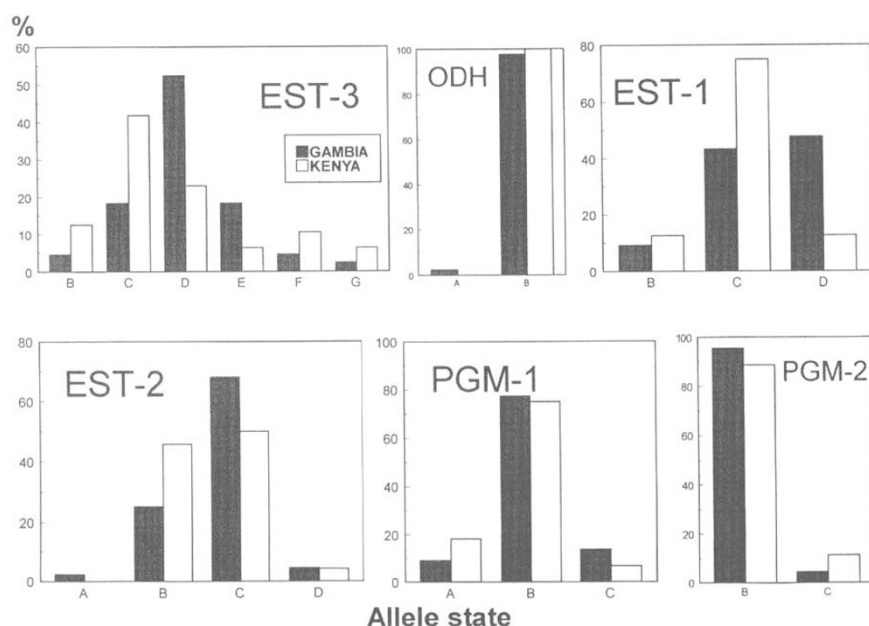 %
60
50
40
30
20
10
0
EST-3
GAMBIA
KENYA
B C D E F G
100
80
60
40
20
0
ODH
A B
80
60
40
20
0
EST-1
B C D
80
60
40
20
0
EST-2
A B C D
100
80
60
40
20
0
PGM-1
A B C
100
80
60
40
20
0
PGM-2
B C
Allele state